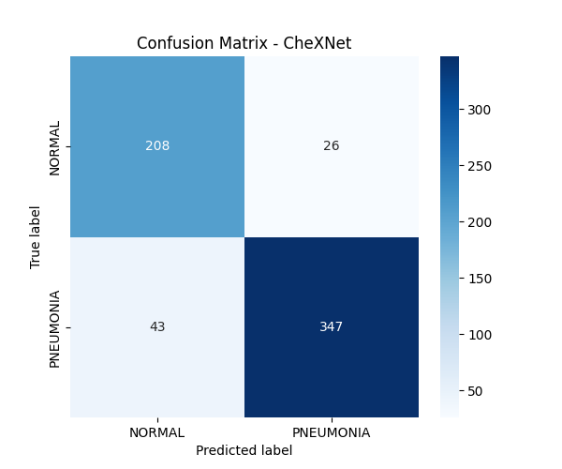 Confusion Matrix - CheXNet
NORMAL
208
26
300
250
200
150
100
50
True label
PNEUMONIA
43
347
NORMAL
PNEUMONIA
Predicted label